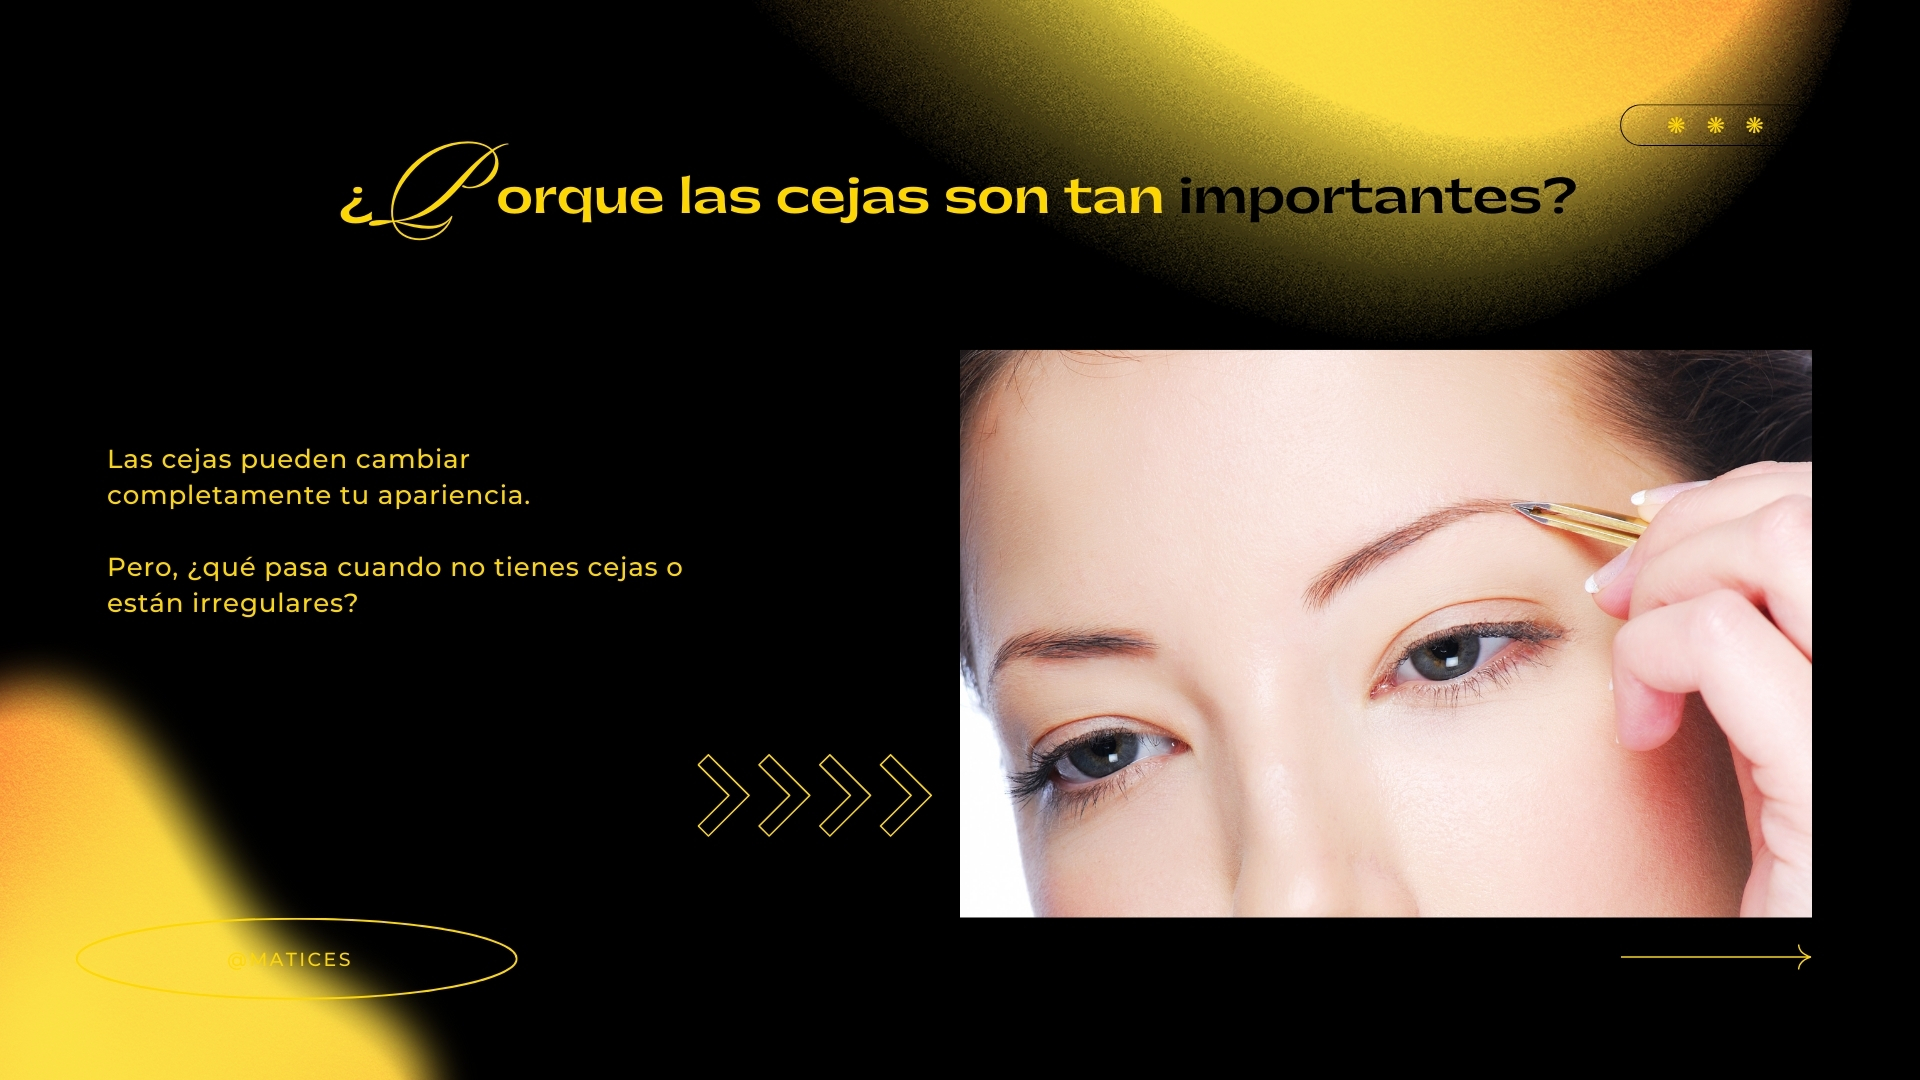 ¿Porque las cejas son tan importantes?
Las cejas pueden cambiar
completamente tu apariencia.
Pero, ¿qué pasa cuando no tienes cejas o
están irregulares?
@MATICES